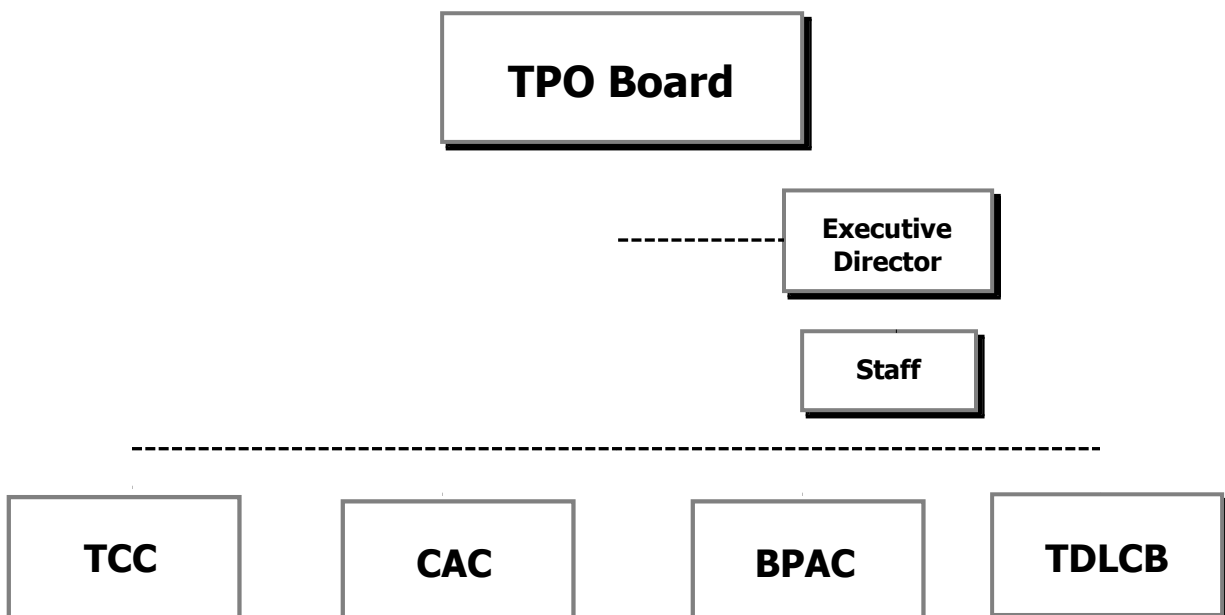 TPO Board
Executive
Director
Staff
TCC
CAC
BPAC
TDLCB